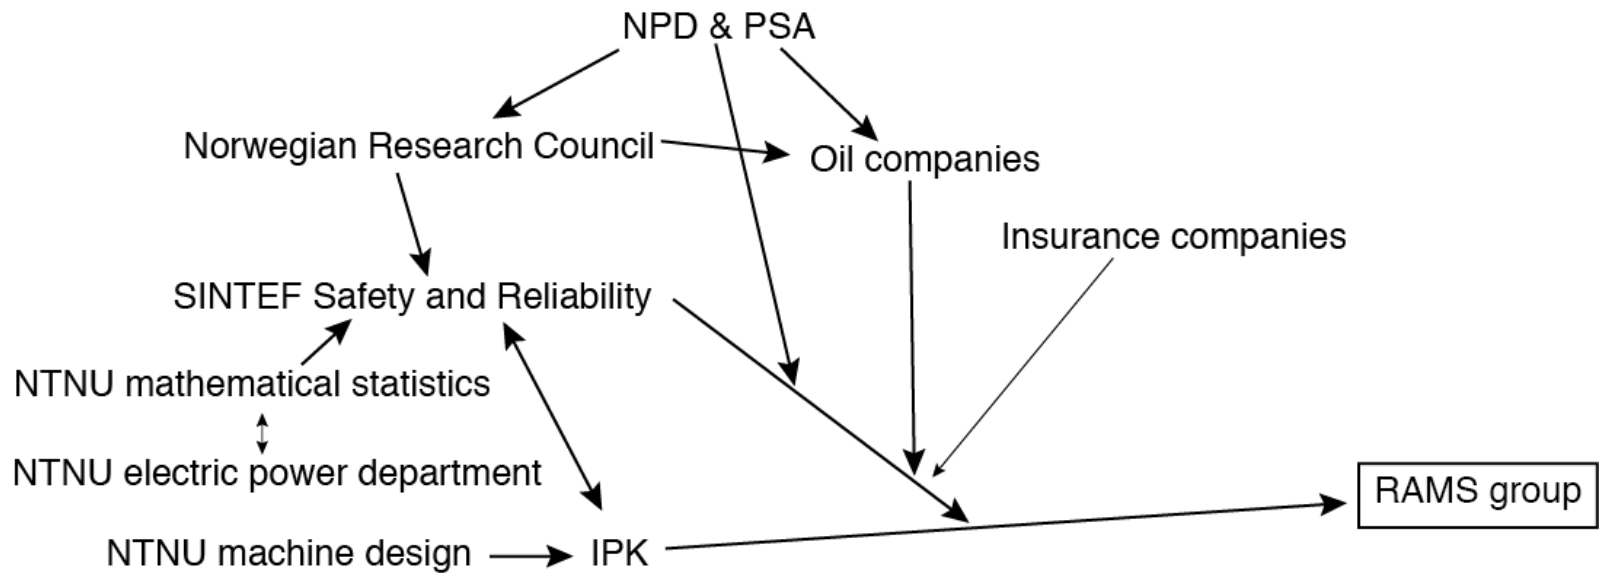 NPD & PSA
Norwegian Research Council
Oil companies
Insurance companies
SINTEF Safety and Reliability
NTNU mathematical statistics
NTNU electric power department
RAMS group
NTNU machine design
IPK